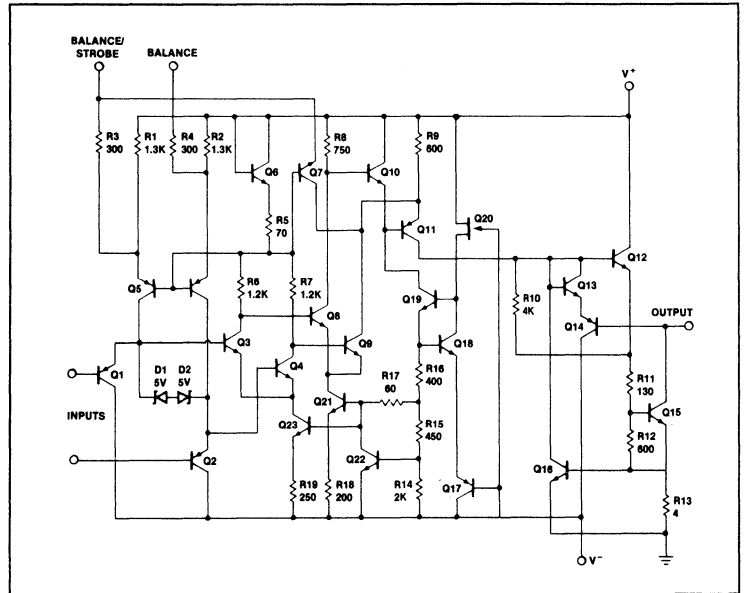 BALANCE/
STROBE
BALANCE
V+
R3
300
R1
1.3K
R4
300
R2
1.3K
Q6
Q7
R8
750
Q10
R9
600
Q20
R5
70
Q11
Q5
R6
1.2K
R7
1.2K
Q12
Q13
Q19
R10
4K
Q14
OUTPUT
Q3
Q8
Q9
Q18
Q4
Q1
D1
5V
D2
5V
R17
60
R16
400
R11
130
Q15
INPUTS
Q21
Q23
R15
450
R12
600
Q2
Q22
Q16
R19
250
R18
200
R14
2K
Q17
R13
4
V-